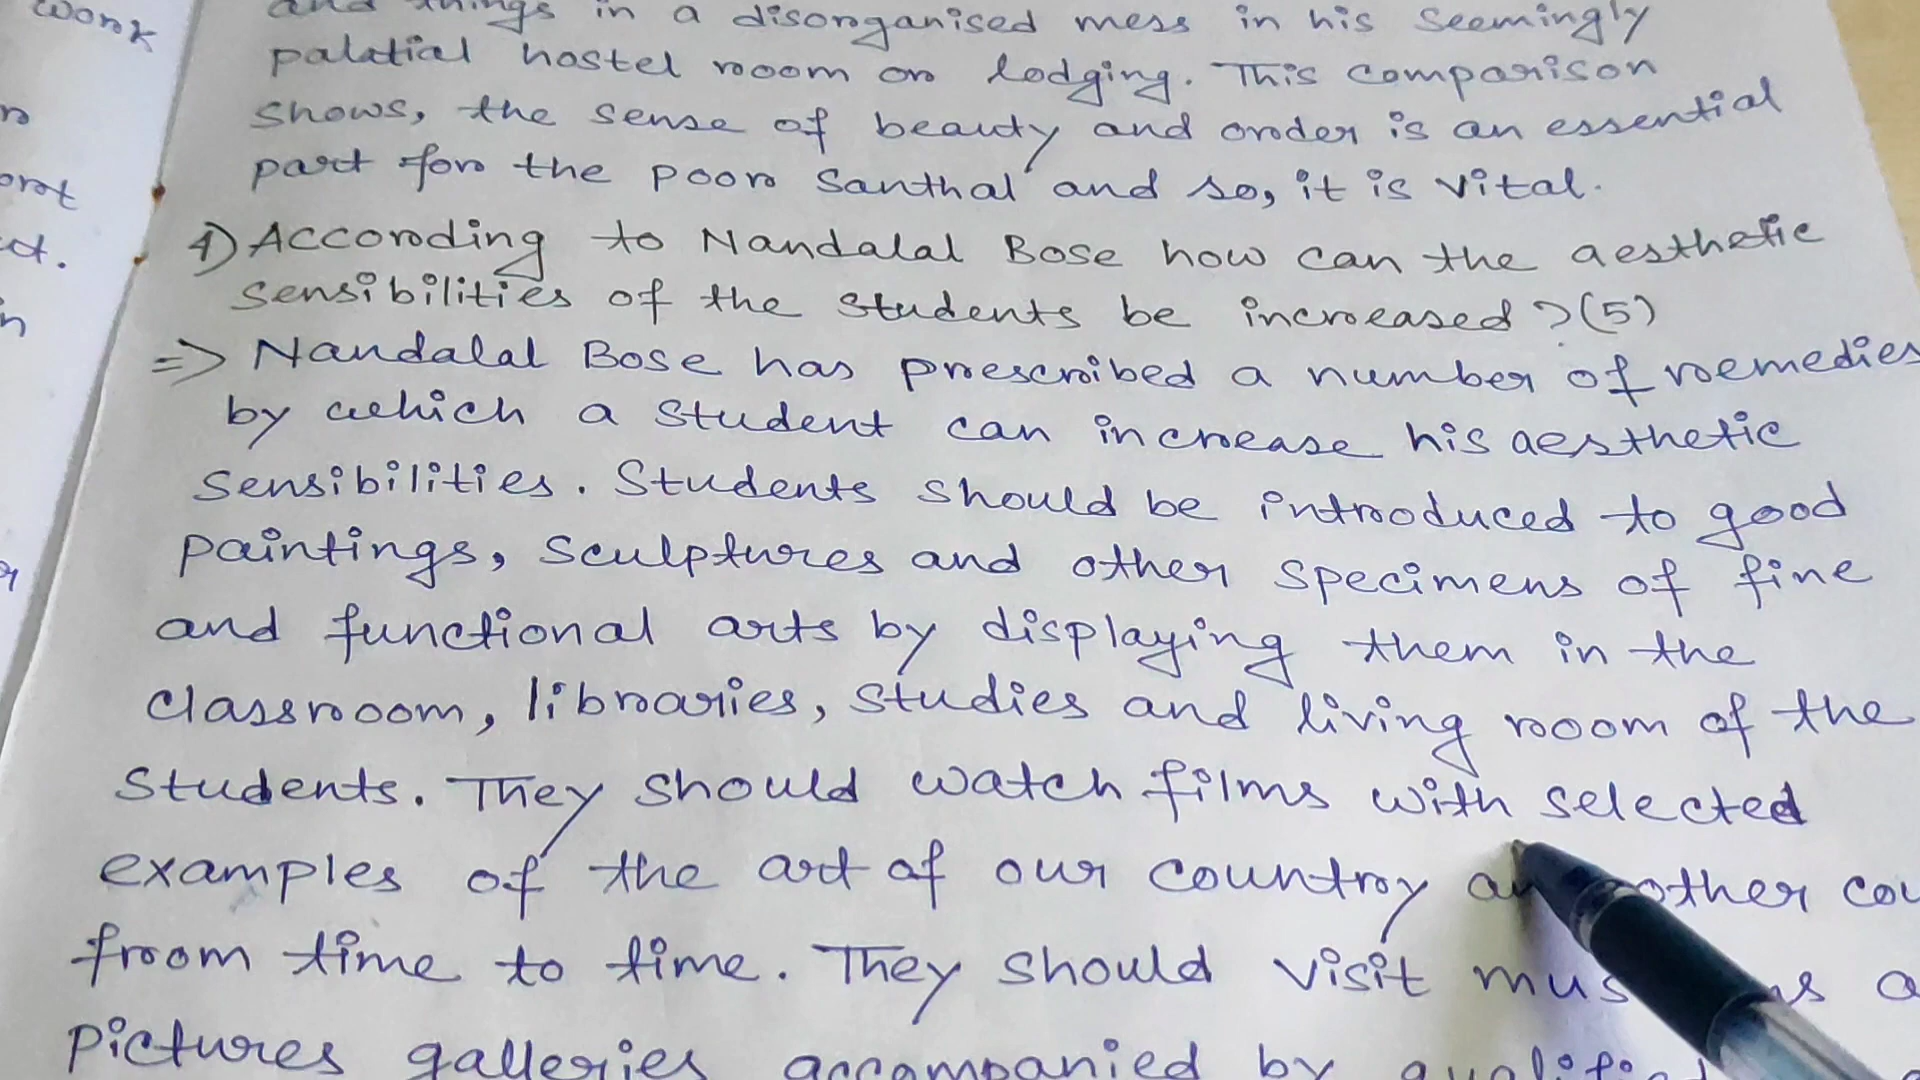 work
and things in a disorganised mess in his seemingly
palatial hostel room or lodging. This comparison
shows, the sense of beauty and order is an essential
part for the poor Santhal and so, it is vital.
4) According to Nandalal Bose how can the aesthetic
sensibilities of the students be increased? (5)
=> Nandalal Bose has prescribed a number of remedies
by which a student can increase his aesthetic
sensibilities. Students should be introduced to good
paintings, sculptures and other specimens of fine
and functional arts by displaying them in the
classroom, libraries, studies and living room of the
students. They should watch films with selected
examples of the art of our country other
from time to time. They should visit
pictures galleries accompanied by